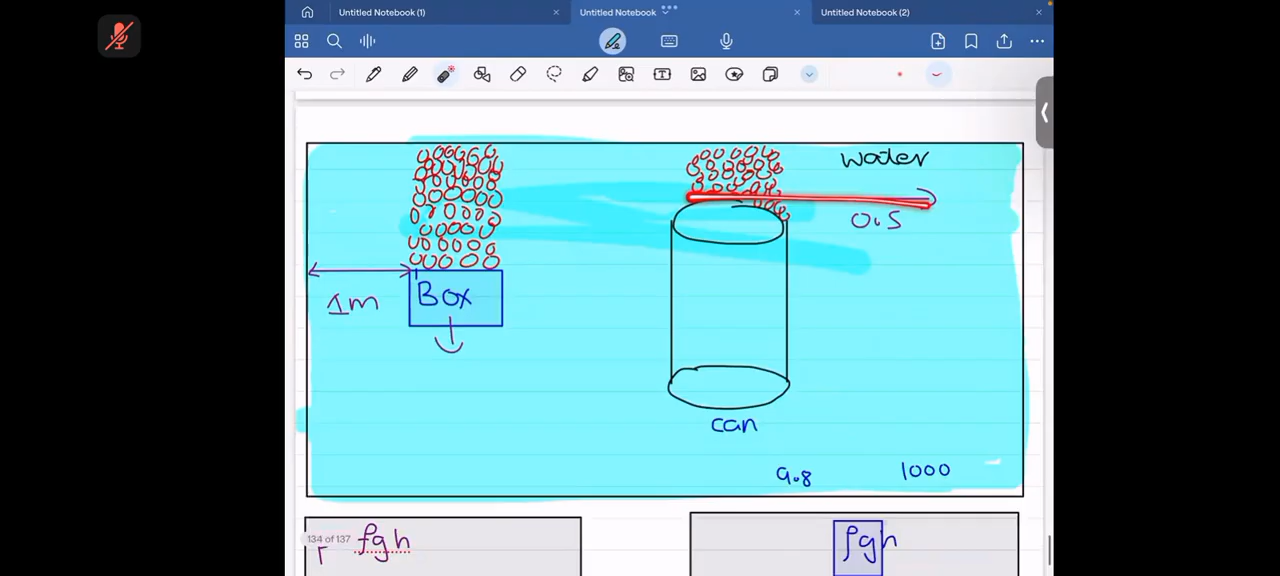 Untitled Notebook (1)
Untitled Notebook
Untitled Notebook (2)
water
0.5
1m
Box
can
9.8
1000
134 of 137
ρgh
ρgh